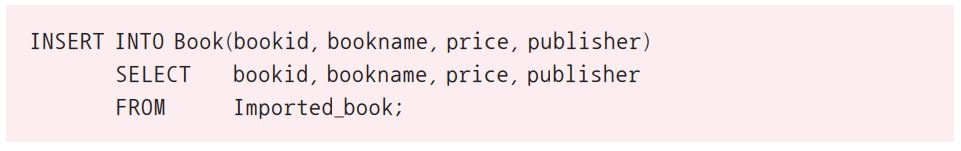 INSERT INTO Book(bookid, bookname, price, publisher)
SELECT bookid, bookname, price, publisher
FROM Imported_book;